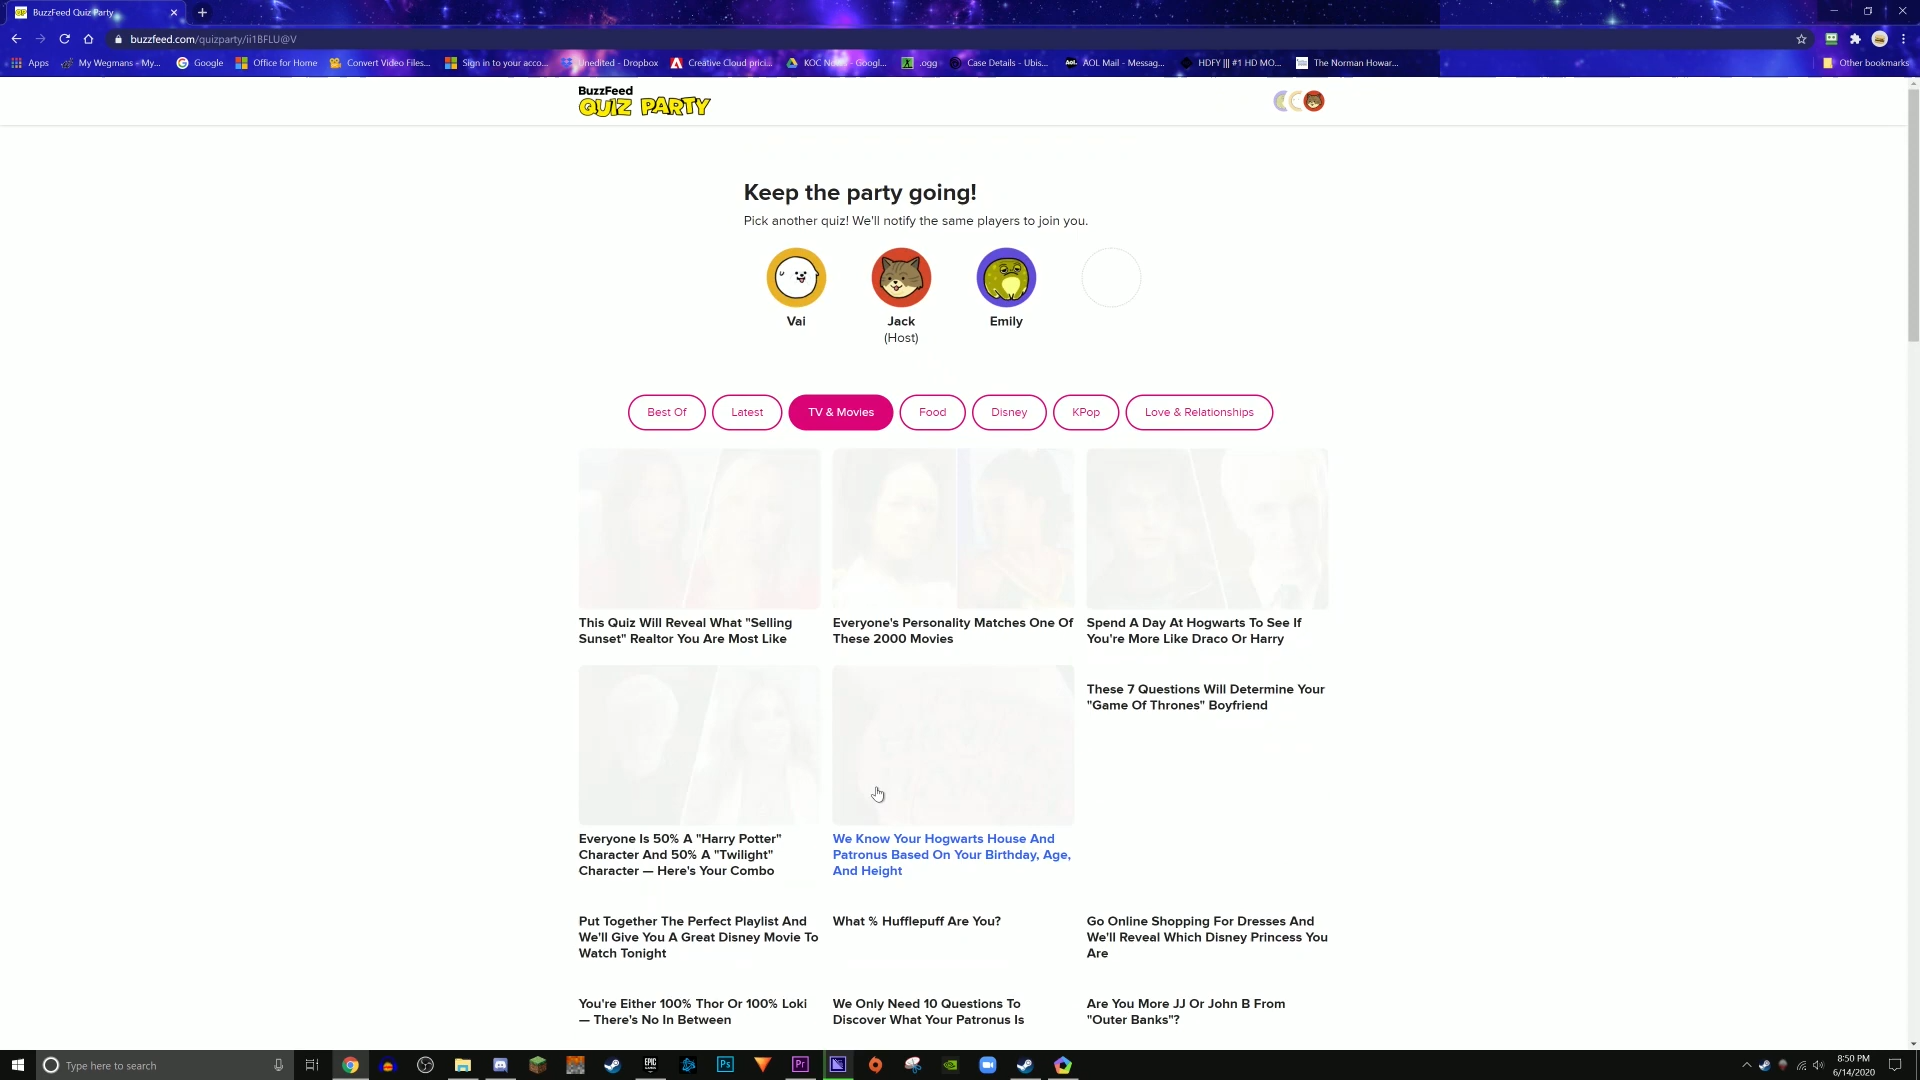 BuzzFeed Quiz Party
buzzfeed.com/quizparty/ii1BFLU@V
Apps My Wegmans - My... Google Office for Home Convert Video Files... Sign in to your acco... Unedited - Dropbox Creative Cloud prici... KOC Notes - Googl... .ogg Case Details - Ubis... AOL Mail - Messag... HDFY ||| #1 HD MO... The Norman Howar... Other bookmarks
BuzzFeed
QUIZ PARTY
Keep the party going!
Pick another quiz! We'll notify the same players to join you.
Vai Jack Emily
(Host)
Best Of Latest TV & Movies Food Disney KPop Love & Relationships
This Quiz Will Reveal What "Selling
Sunset" Realtor You Are Most Like
Everyone's Personality Matches One Of
These 2000 Movies
Spend A Day At Hogwarts To See If
You're More Like Draco Or Harry
Everyone Is 50% A "Harry Potter"
Character And 50% A "Twilight"
Character — Here's Your Combo
We Know Your Hogwarts House And
Patronus Based On Your Birthday, Age,
And Height
These 7 Questions Will Determine Your
"Game Of Thrones" Boyfriend
Put Together The Perfect Playlist And
We'll Give You A Great Disney Movie To
Watch Tonight
What % Hufflepuff Are You?
Go Online Shopping For Dresses And
We'll Reveal Which Disney Princess You
Are
You're Either 100% Thor Or 100% Loki
— There's No In Between
We Only Need 10 Questions To
Discover What Your Patronus Is
Are You More JJ Or John B From
"Outer Banks"?
Type here to search
EPIC GAMES
Ps
Pr
8:50 PM
6/14/2020